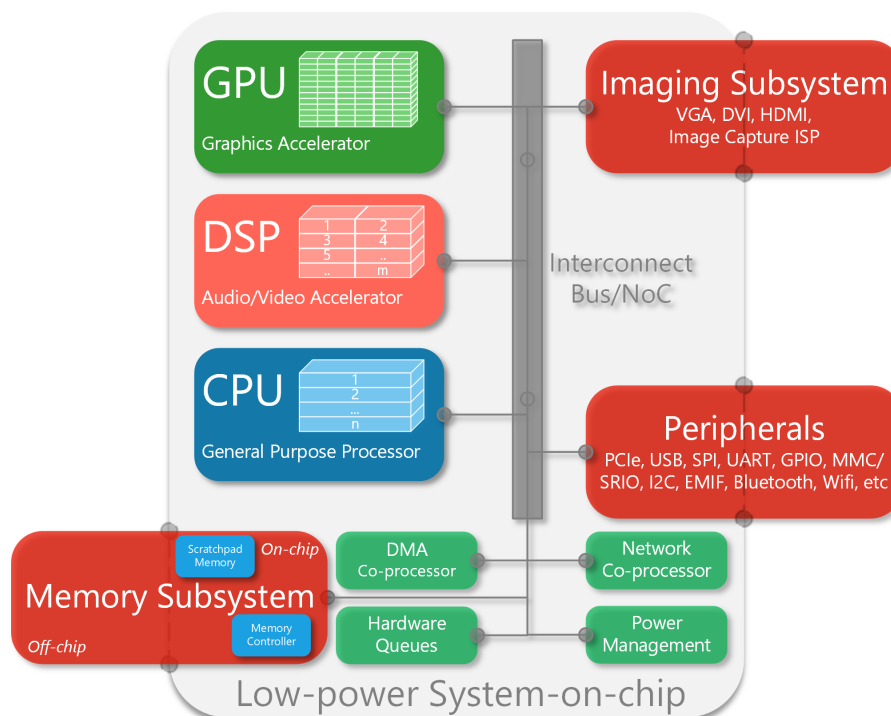 GPU
Graphics Accelerator
Imaging Subsystem
VGA, DVI, HDMI,
Image Capture ISP
DSP
1 2
3 4
5 ..
.. m
Audio/Video Accelerator
Interconnect
Bus/NoC
CPU
1
2
...
n
General Purpose Processor
Peripherals
PCIe, USB, SPI, UART, GPIO, MMC/
SRIO, I2C, EMIF, Bluetooth, Wifi, etc
Scratchpad
Memory
On-chip
Memory Subsystem
Memory
Controller
Off-chip
DMA
Co-processor
Network
Co-processor
Hardware
Queues
Power
Management
Low-power System-on-chip